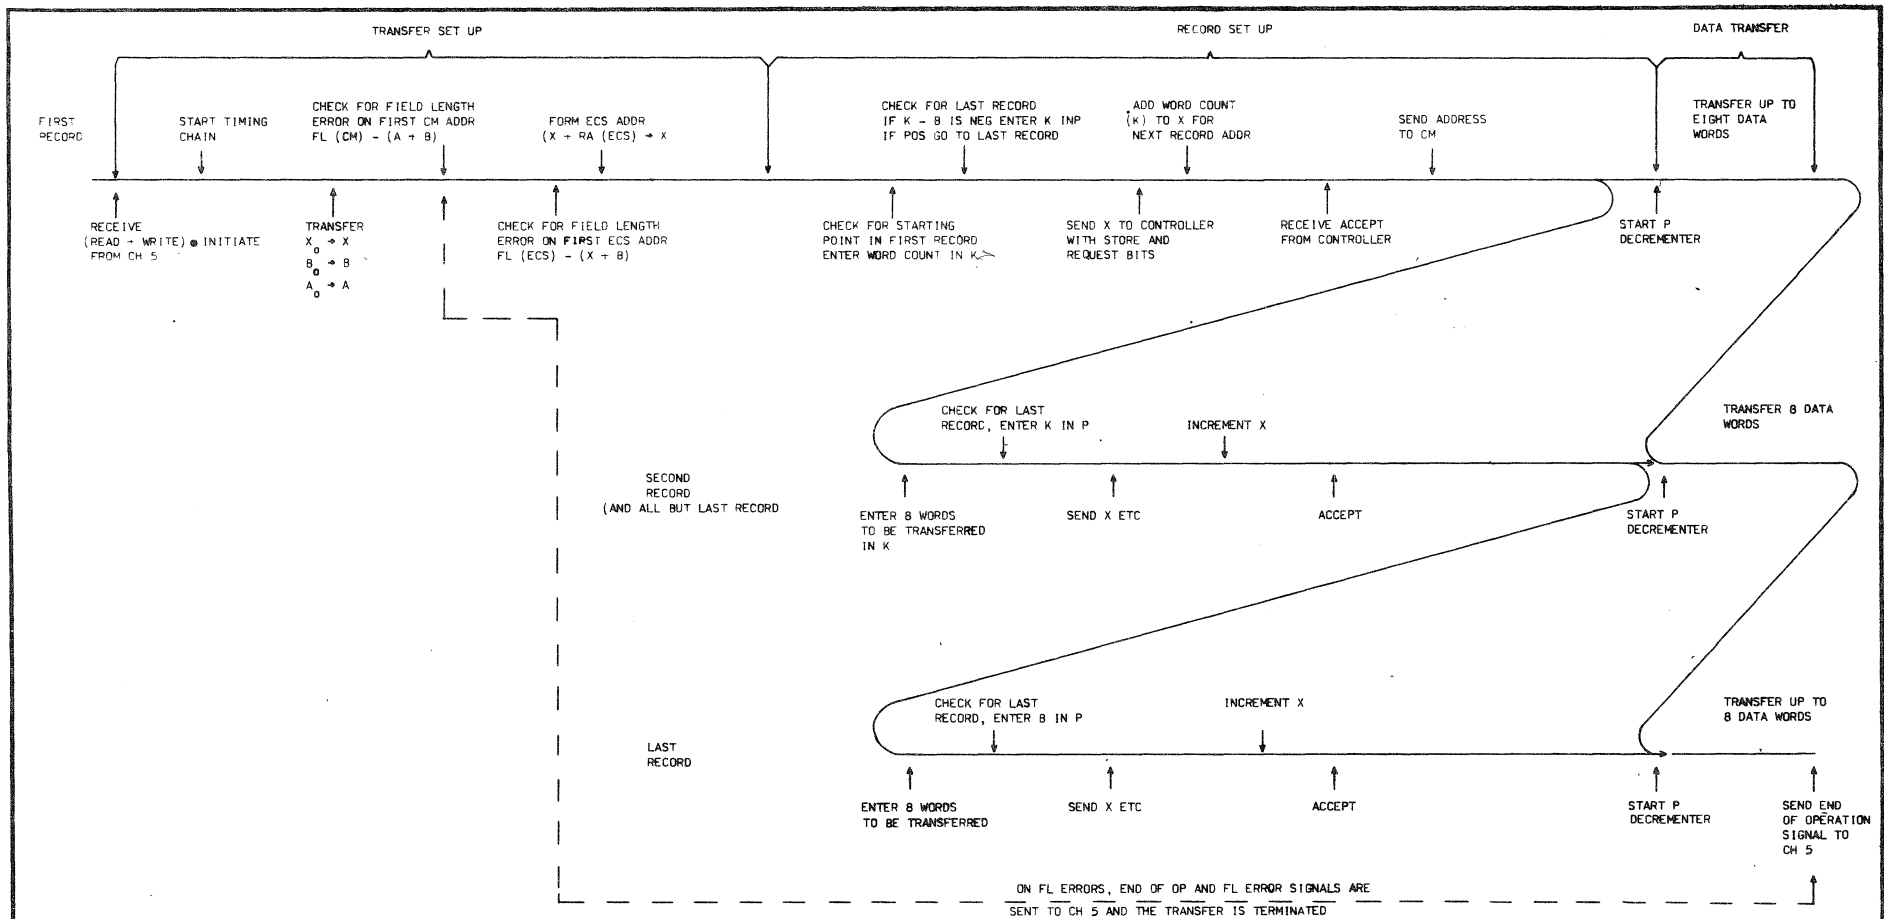 TRANSFER SET UP
RECORD SET UP
DATA TRANSFER
FIRST
RECORD
START TIMING
CHAIN
CHECK FOR FIELD LENGTH
ERROR ON FIRST CM ADDR
FL (CM) - (A + B)
FORM ECS ADDR
(X + RA (ECS) → X
CHECK FOR LAST RECORD
IF K - B IS NEG ENTER K INP
IF POS GO TO LAST RECORD
ADD WORD COUNT
(K) TO X FOR
NEXT RECORD ADDR
SEND ADDRESS
TO CM
TRANSFER UP TO
EIGHT DATA
WORDS
RECEIVE
(READ + WRITE) ● INITIATE
FROM CH 5
TRANSFER
X₀ → X
B₀ → B
A₀ → A
CHECK FOR FIELD LENGTH
ERROR ON FIRST ECS ADDR
FL (ECS) - (X + B)
CHECK FOR STARTING
POINT IN FIRST RECORD
ENTER WORD COUNT IN K
SEND X TO CONTROLLER
WITH STORE AND
REQUEST BITS
RECEIVE ACCEPT
FROM CONTROLLER
START P
DECREMENTER
CHECK FOR LAST
RECORD, ENTER K IN P
INCREMENT X
TRANSFER 8 DATA
WORDS
SECOND
RECORD
(AND ALL BUT LAST RECORD
ENTER 8 WORDS
TO BE TRANSFERRED
IN K
SEND X ETC
ACCEPT
START P
DECREMENTER
CHECK FOR LAST
RECORD, ENTER B IN P
INCREMENT X
TRANSFER UP TO
8 DATA WORDS
LAST
RECORD
ENTER 8 WORDS
TO BE TRANSFERRED
SEND X ETC
ACCEPT
START P
DECREMENTER
SEND END
OF OPERATION
SIGNAL TO
CH 5
ON FL ERRORS, END OF OP AND FL ERROR SIGNALS ARE
SENT TO CH 5 AND THE TRANSFER IS TERMINATED